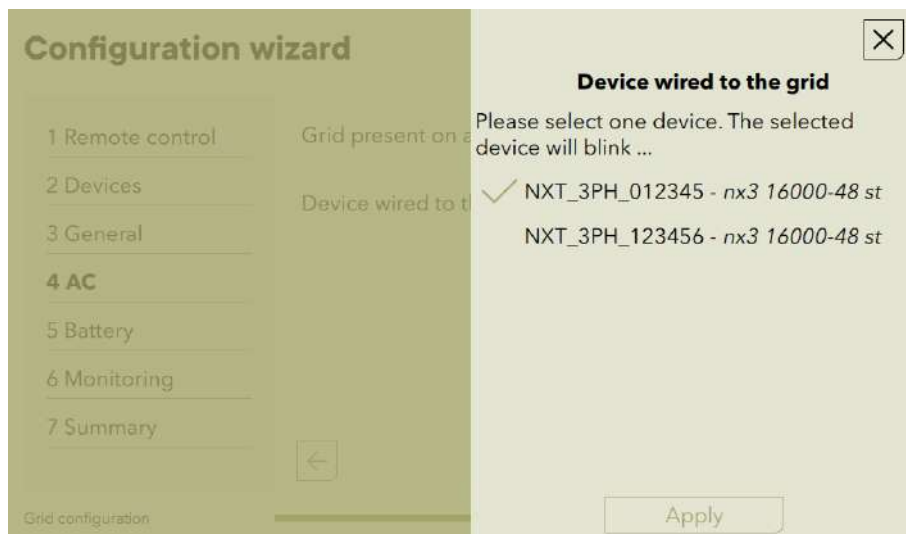 Configuration wizard
1 Remote control
2 Devices
3 General
4 AC
5 Battery
6 Monitoring
7 Summary
Grid present on
Device wired to
Grid configuration
Device wired to the grid
Please select one device. The selected
device will blink ...
NXT_3PH_012345 - nx3 16000-48 st
NXT_3PH_123456 - nx3 16000-48 st
Apply